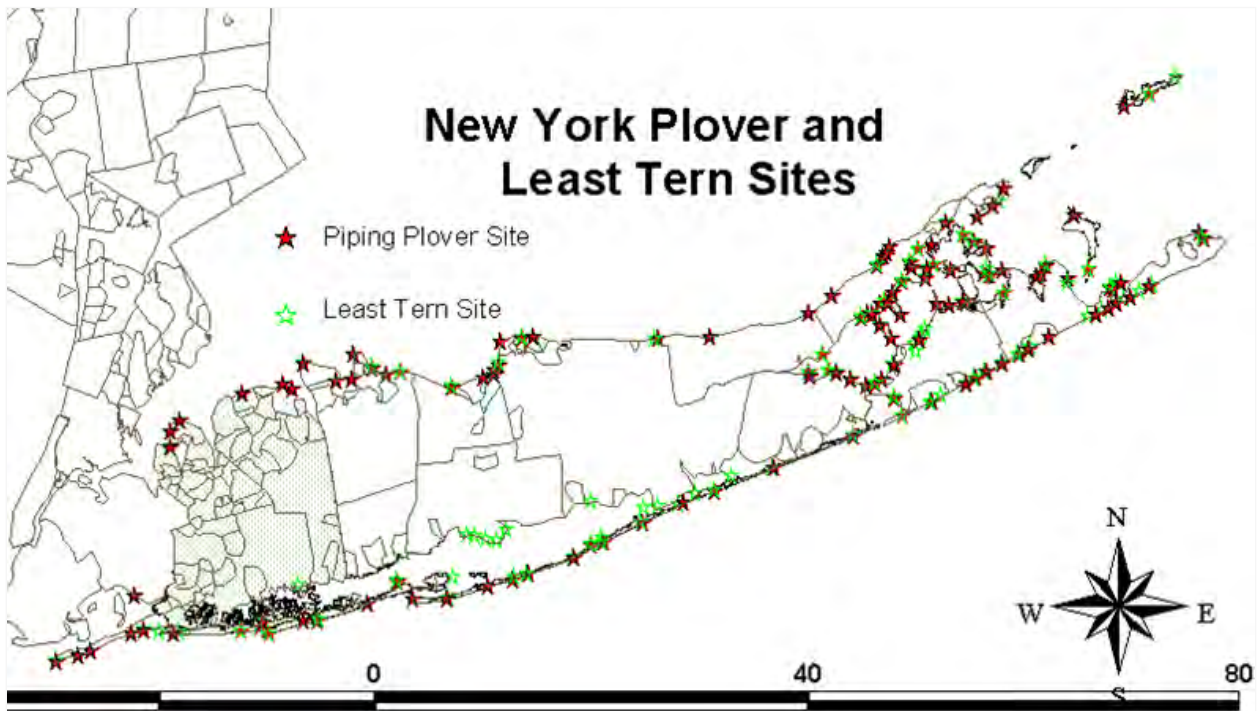 New York Plover and
Least Tern Sites
Piping Plover Site
Least Tern Site
N
W
E
S
0
40
80